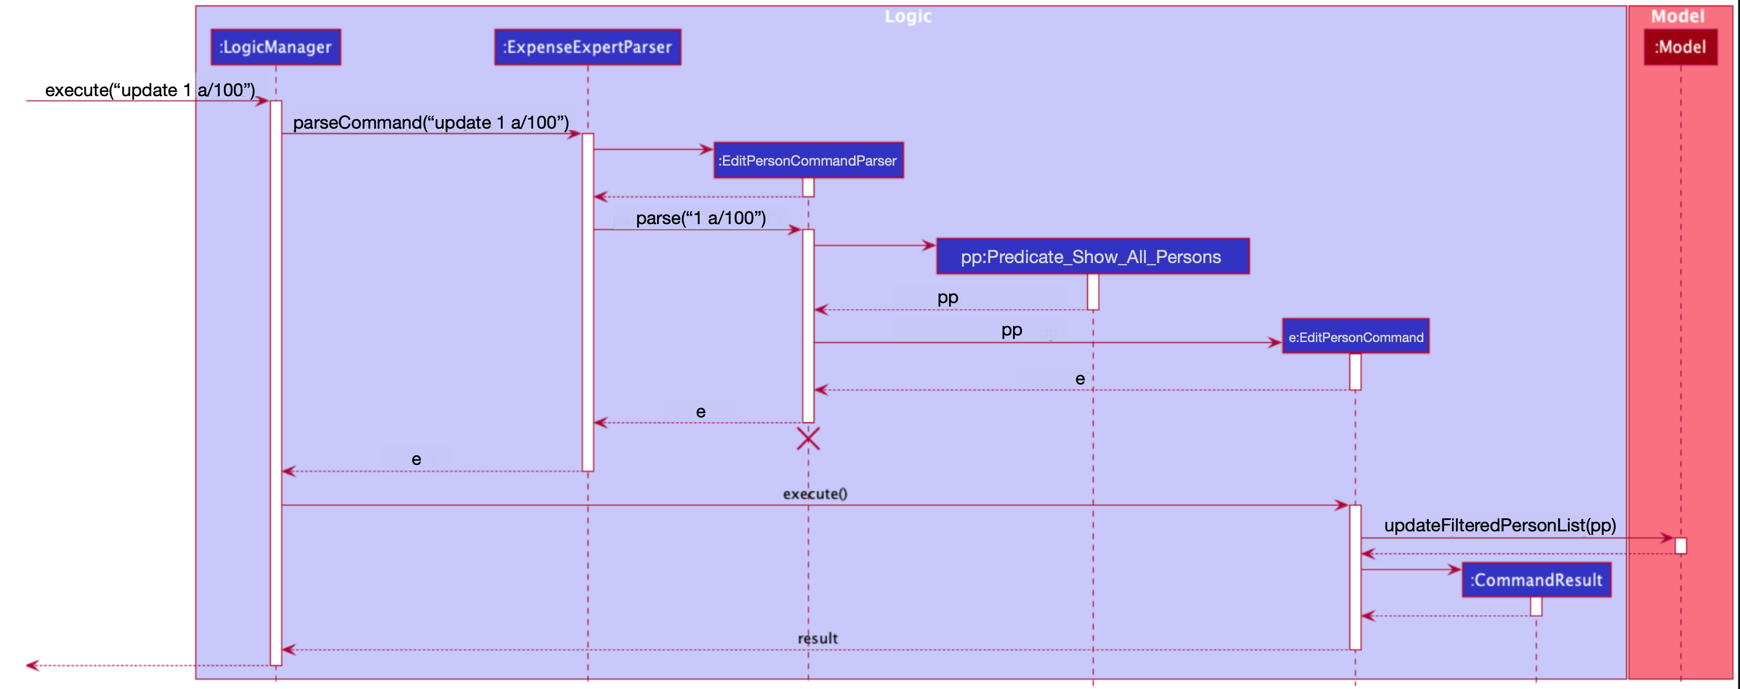 Logic
Model
:LogicManager
:ExpenseExpertParser
:Model
execute(“update 1 a/100”)
parseCommand(“update 1 a/100”)
:EditPersonCommandParser
parse(“1 a/100”)
pp:Predicate_Show_All_Persons
pp
pp
e:EditPersonCommand
e
e
e
execute()
updateFilteredPersonList(pp)
:CommandResult
result